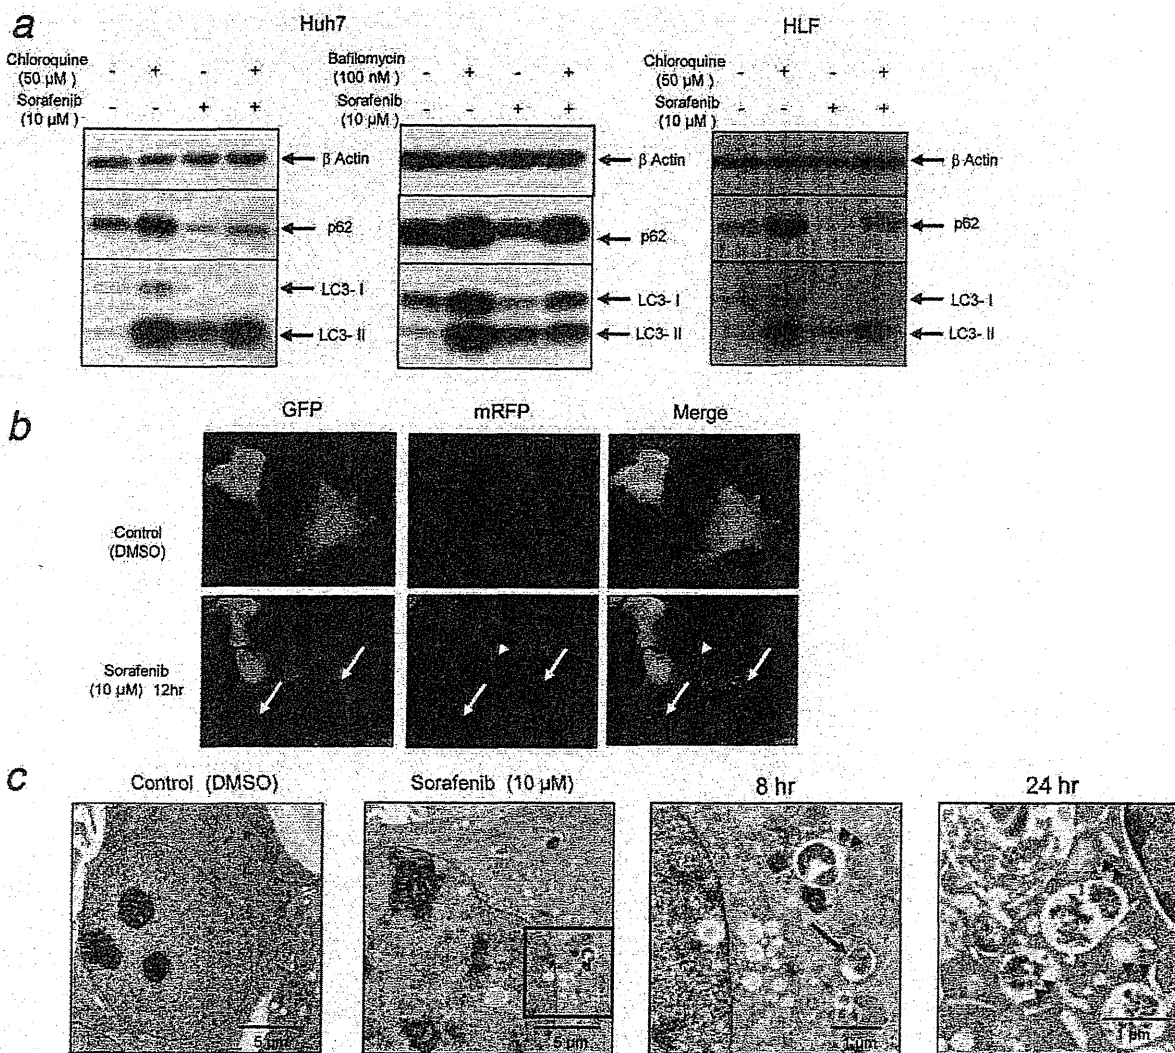 a
Huh7
HLF
Chloroquine
(50 µM)
- + - +
Sorafenib
(10 µM)
- - + +
β Actin
p62
LC3- I
LC3- II
Bafilomycin
(100 nM )
- + - +
Sorafenib
(10 µM)
- - + +
β Actin
p62
LC3- I
LC3- II
Chloroquine
(50 µM)
- + - +
Sorafenib
(10 µM)
- - + +
β Actin
p62
LC3- I
LC3- II
b
GFP
mRFP
Merge
Control
(DMSO)
Sorafenib
(10 µM) 12hr
c
Control (DMSO)
Sorafenib (10 µM)
8 hr
24 hr
5 µm
5 µm
1 µm
1 µm